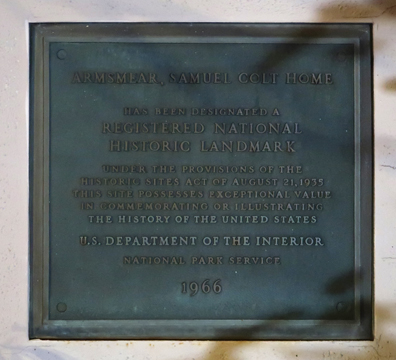 ARMSMEAR, SAMUEL COLT HOME
HAS BEEN DESIGNATED A
REGISTERED NATIONAL
HISTORIC LANDMARK
UNDER THE PROVISIONS OF THE
HISTORIC SITES ACT OF AUGUST 21, 1935
THIS SITE POSSESSES EXCEPTIONAL VALUE
IN COMMEMORATING OR ILLUSTRATING
THE HISTORY OF THE UNITED STATES
U.S. DEPARTMENT OF THE INTERIOR
NATIONAL PARK SERVICE
1966